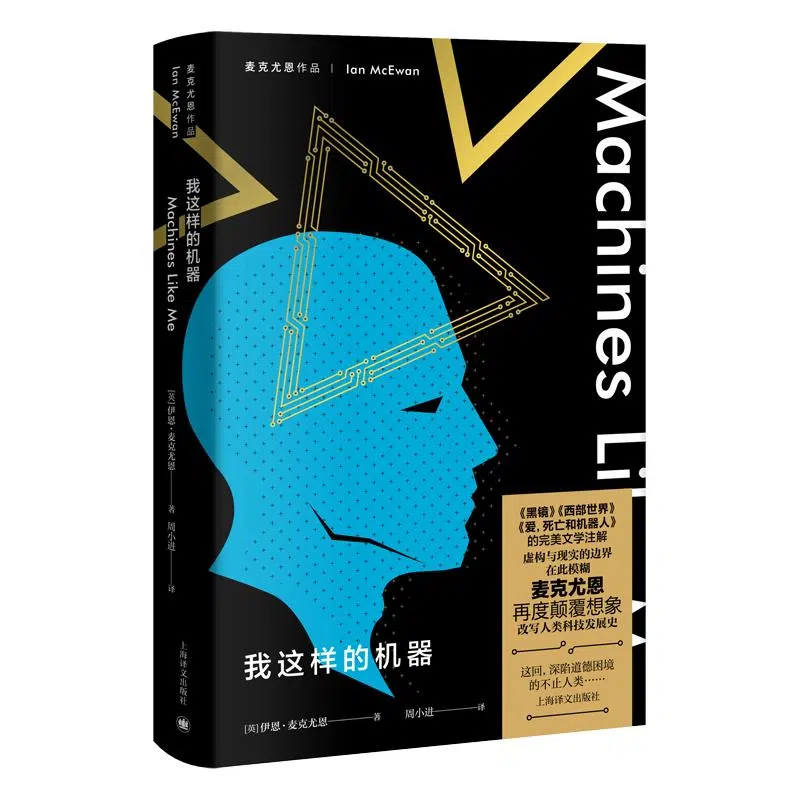 麦克尤恩作品
Ian McEwan
我这样的机器
Machines Like Me
[英]伊恩·麦克尤恩——著
周小进——译
上海译文出版社
麦克尤恩作品 | Ian McEwan
Machines Li
《黑镜》《西部世界》
《爱,死亡和机器人》
的完美文学注解
虚构与现实的边界
在此模糊
麦克尤恩
再度颠覆想象
改写人类科技发展史
这回,深陷道德困境
的不止人类……
上海译文出版社
我这样的机器
[英]伊恩·麦克尤恩——著 周小进——译